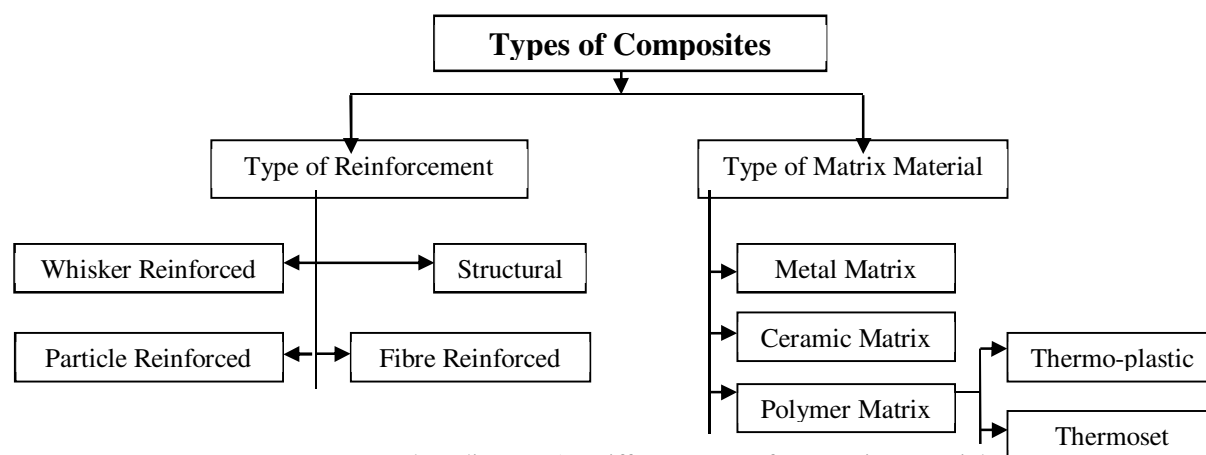 Types of Composites
Type of Reinforcement
Type of Matrix Material
Whisker Reinforced
Structural
Particle Reinforced
Fibre Reinforced
Metal Matrix
Ceramic Matrix
Polymer Matrix
Thermo-plastic
Thermoset